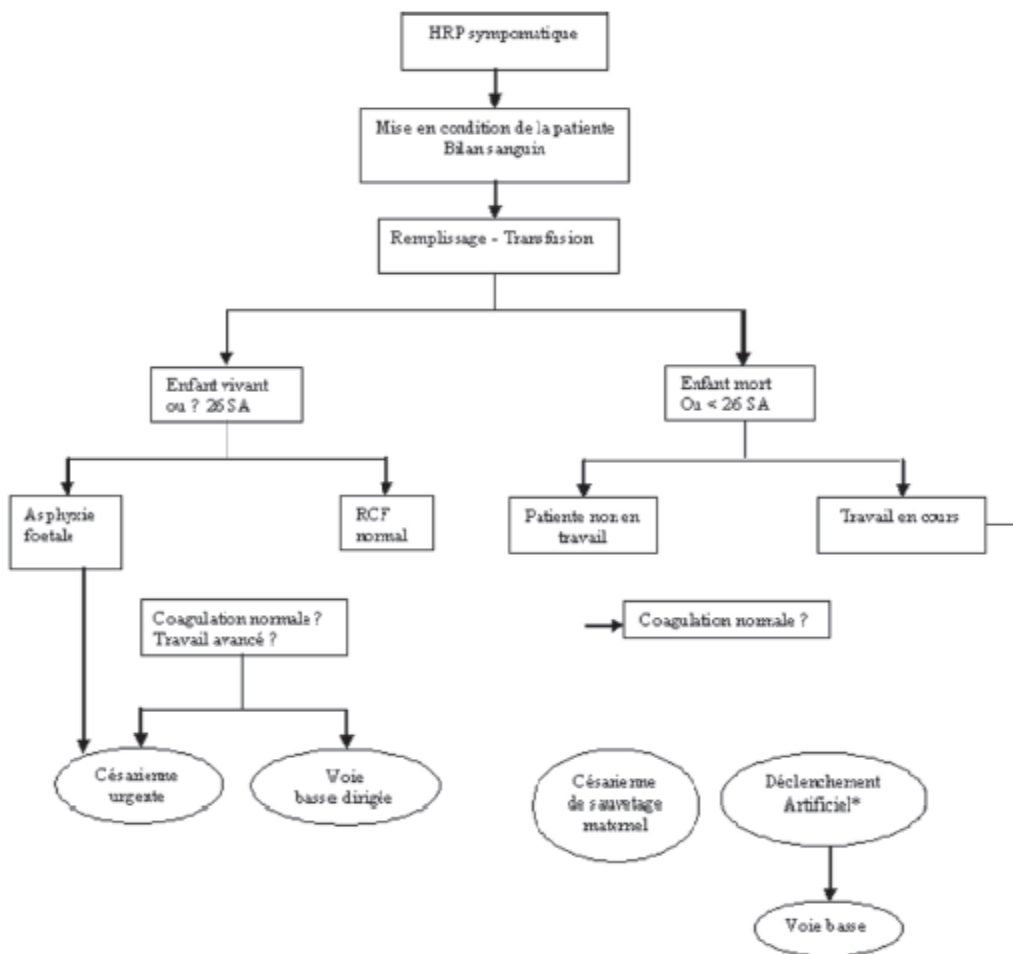 HRP sympomatique
Mise en condition de la patiente
Bilan sanguin
Remplissage - Transfusion
Enfant vivant
ou ? 26 SA
Enfant mort
Ou < 26 SA
Asphyxie
foetale
RCF
normal
Patiente non en
travail
Travail en cours
Coagulation normale ?
Travail avancé ?
Coagulation normale ?
Césarienne
urgente
Voie
basse dirigée
Césarienne
de sauvetage
maternel
Déclenchement
Artificiel*
Voie basse